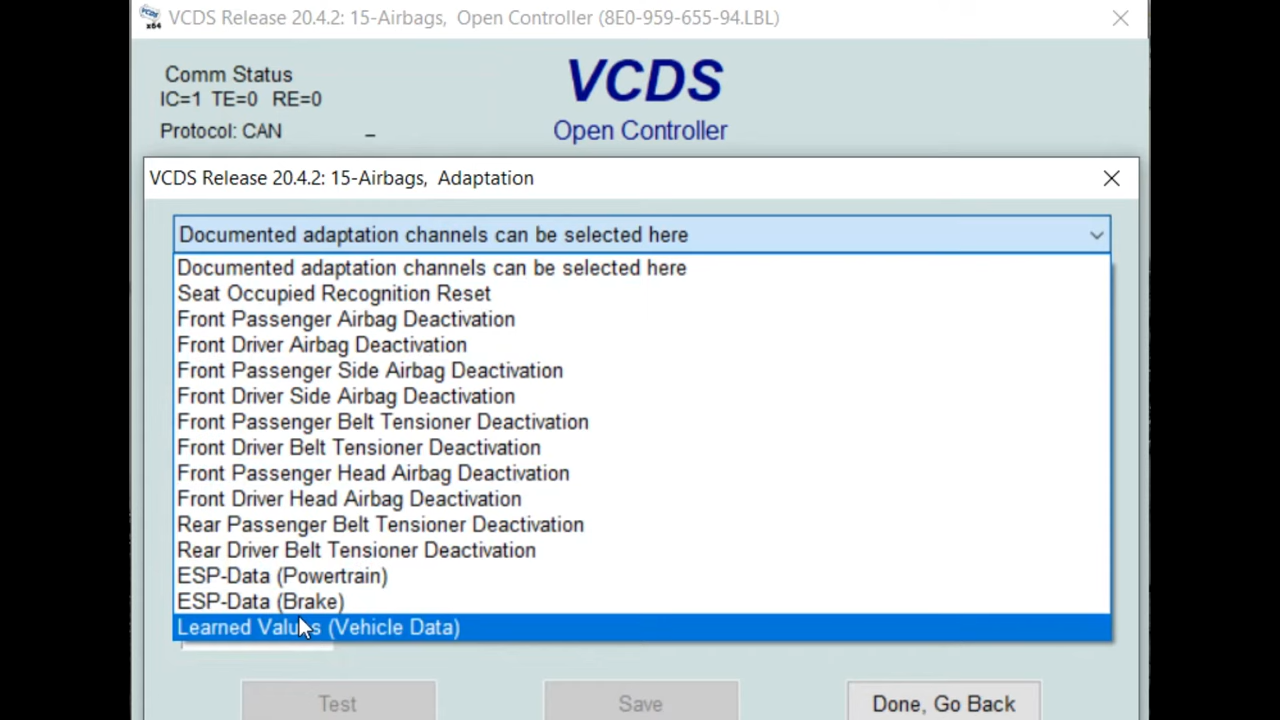 VCDS
x64
VCDS Release 20.4.2: 15-Airbags, Open Controller (8E0-959-655-94.LBL)
Comm Status
IC=1 TE=0 RE=0
Protocol: CAN
VCDS
Open Controller
VCDS Release 20.4.2: 15-Airbags, Adaptation
Documented adaptation channels can be selected here
Documented adaptation channels can be selected here
Seat Occupied Recognition Reset
Front Passenger Airbag Deactivation
Front Driver Airbag Deactivation
Front Passenger Side Airbag Deactivation
Front Driver Side Airbag Deactivation
Front Passenger Belt Tensioner Deactivation
Front Driver Belt Tensioner Deactivation
Front Passenger Head Airbag Deactivation
Front Driver Head Airbag Deactivation
Rear Passenger Belt Tensioner Deactivation
Rear Driver Belt Tensioner Deactivation
ESP-Data (Powertrain)
ESP-Data (Brake)
Learned Values (Vehicle Data)
Test
Save
Done, Go Back